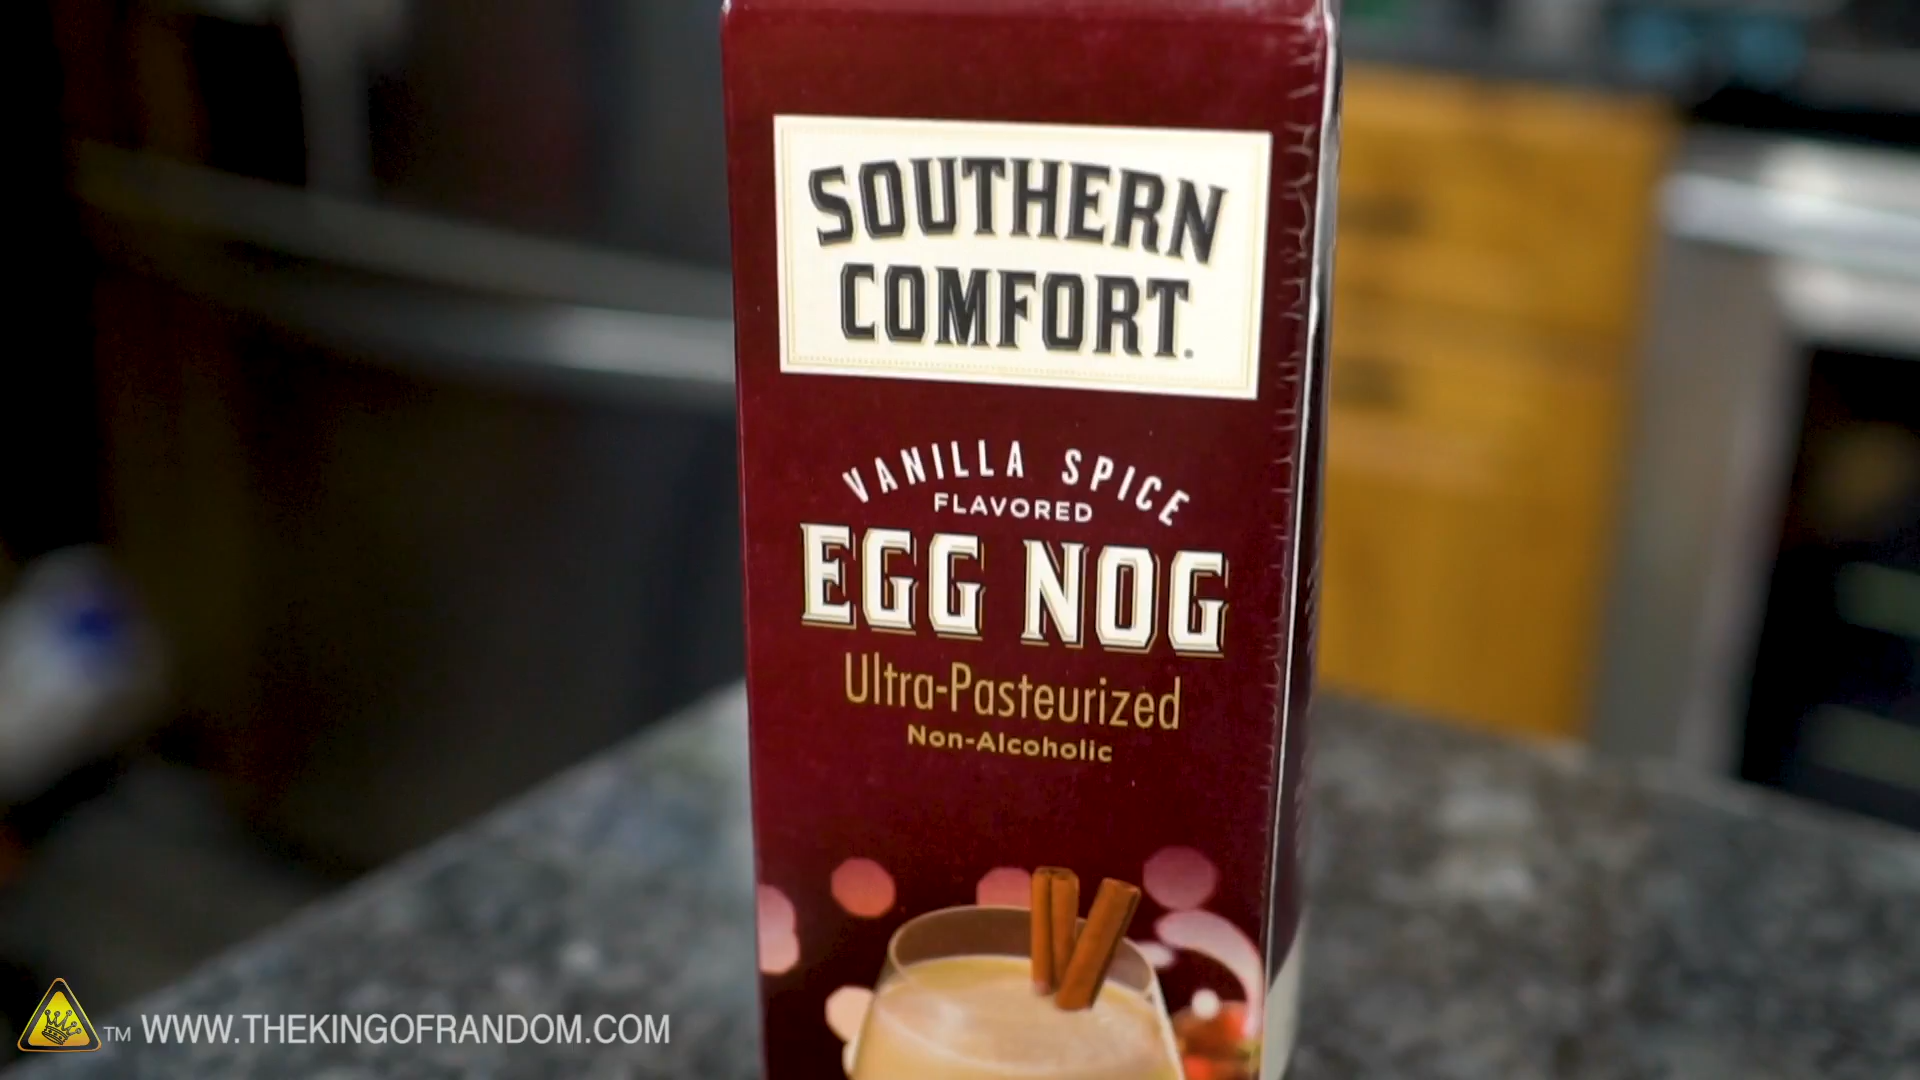 SOUTHERN
COMFORT.
VANILLA SPICE
FLAVORED
EGG NOG
Ultra-Pasteurized
Non-Alcoholic
TM WWW.THEKINGOFRANDOM.COM